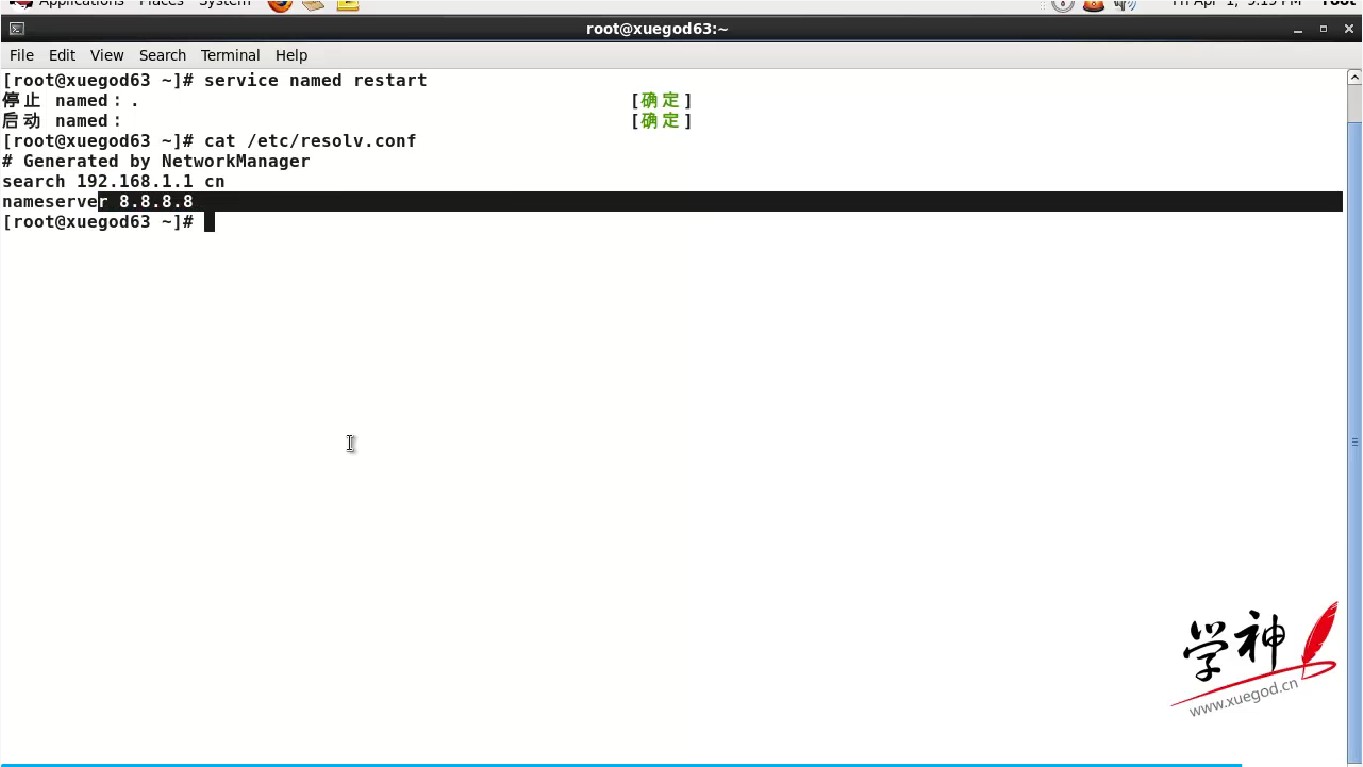 Applications Places System Fri Apr 1, 9:15 PM root
root@xuegod63:~
File Edit View Search Terminal Help
[root@xuegod63 ~]# service named restart
停止 named：. [确定]
启动 named： [确定]
[root@xuegod63 ~]# cat /etc/resolv.conf
# Generated by NetworkManager
search 192.168.1.1 cn
nameserver 8.8.8.8
[root@xuegod63 ~]#
学神
www.xuegod.cn